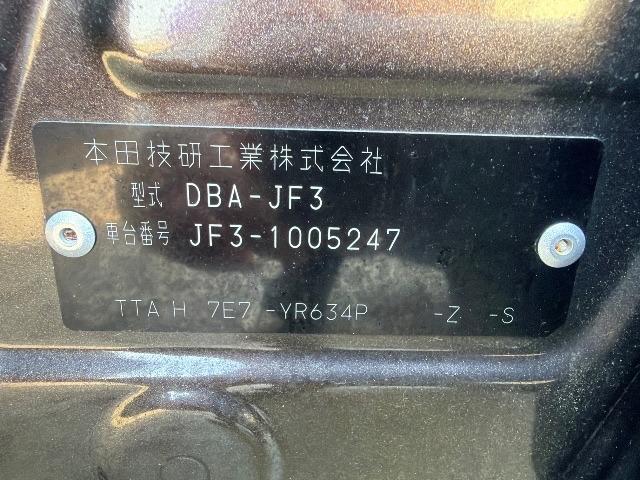 本田技研工業株式会社
型式 DBA-JF3
車台番号 JF3-1005247
TTA H 7E7 -YR634P -Z -S